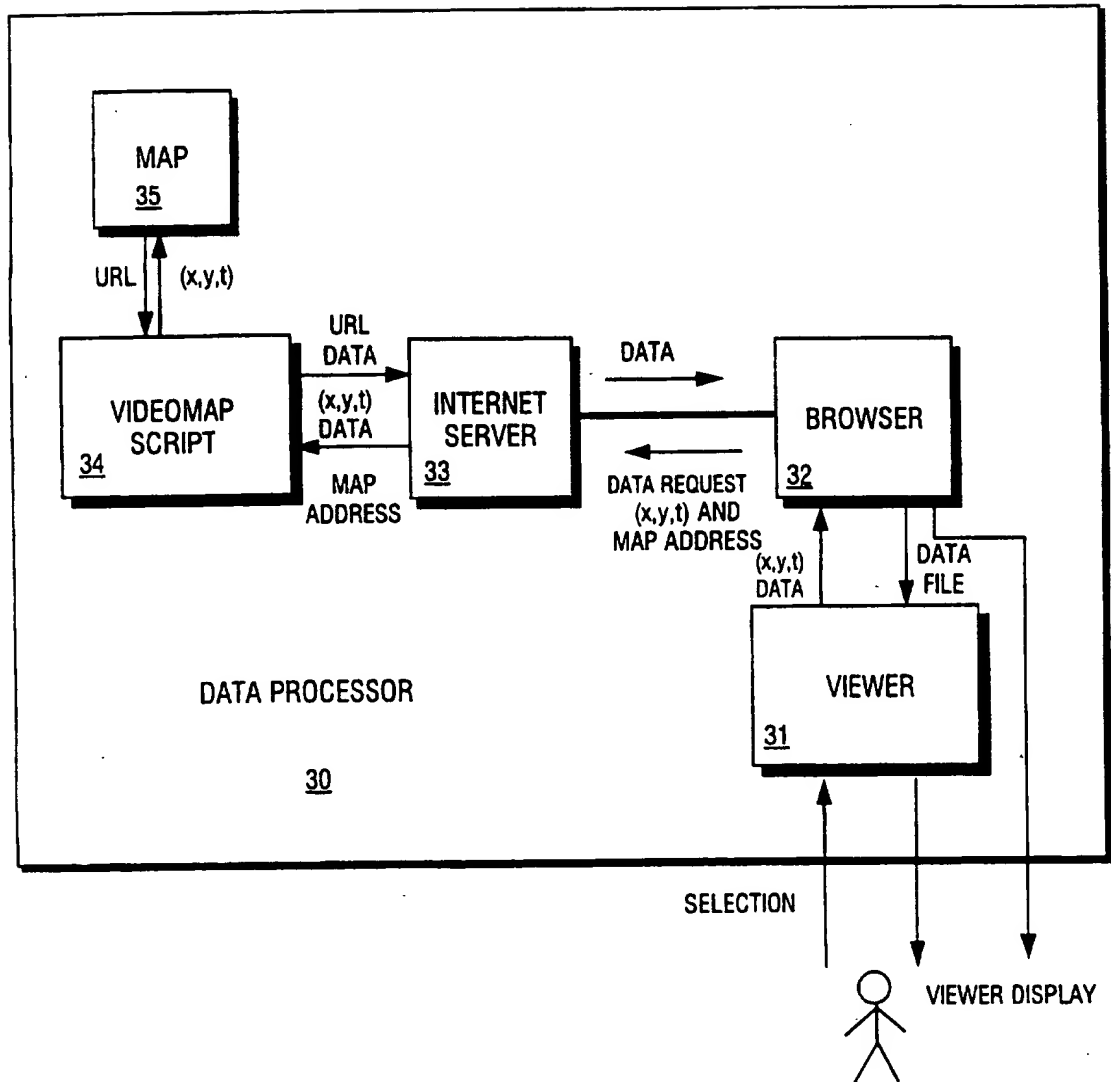 MAP
35
URL
(x,y,t)
VIDEOMAP
SCRIPT
34
URL
DATA
(x,y,t)
DATA
MAP
ADDRESS
INTERNET
SERVER
33
DATA
DATA REQUEST
(x,y,t) AND
MAP ADDRESS
BROWSER
32
(x,y,t)
DATA
DATA
FILE
VIEWER
31
DATA PROCESSOR
30
SELECTION
VIEWER DISPLAY